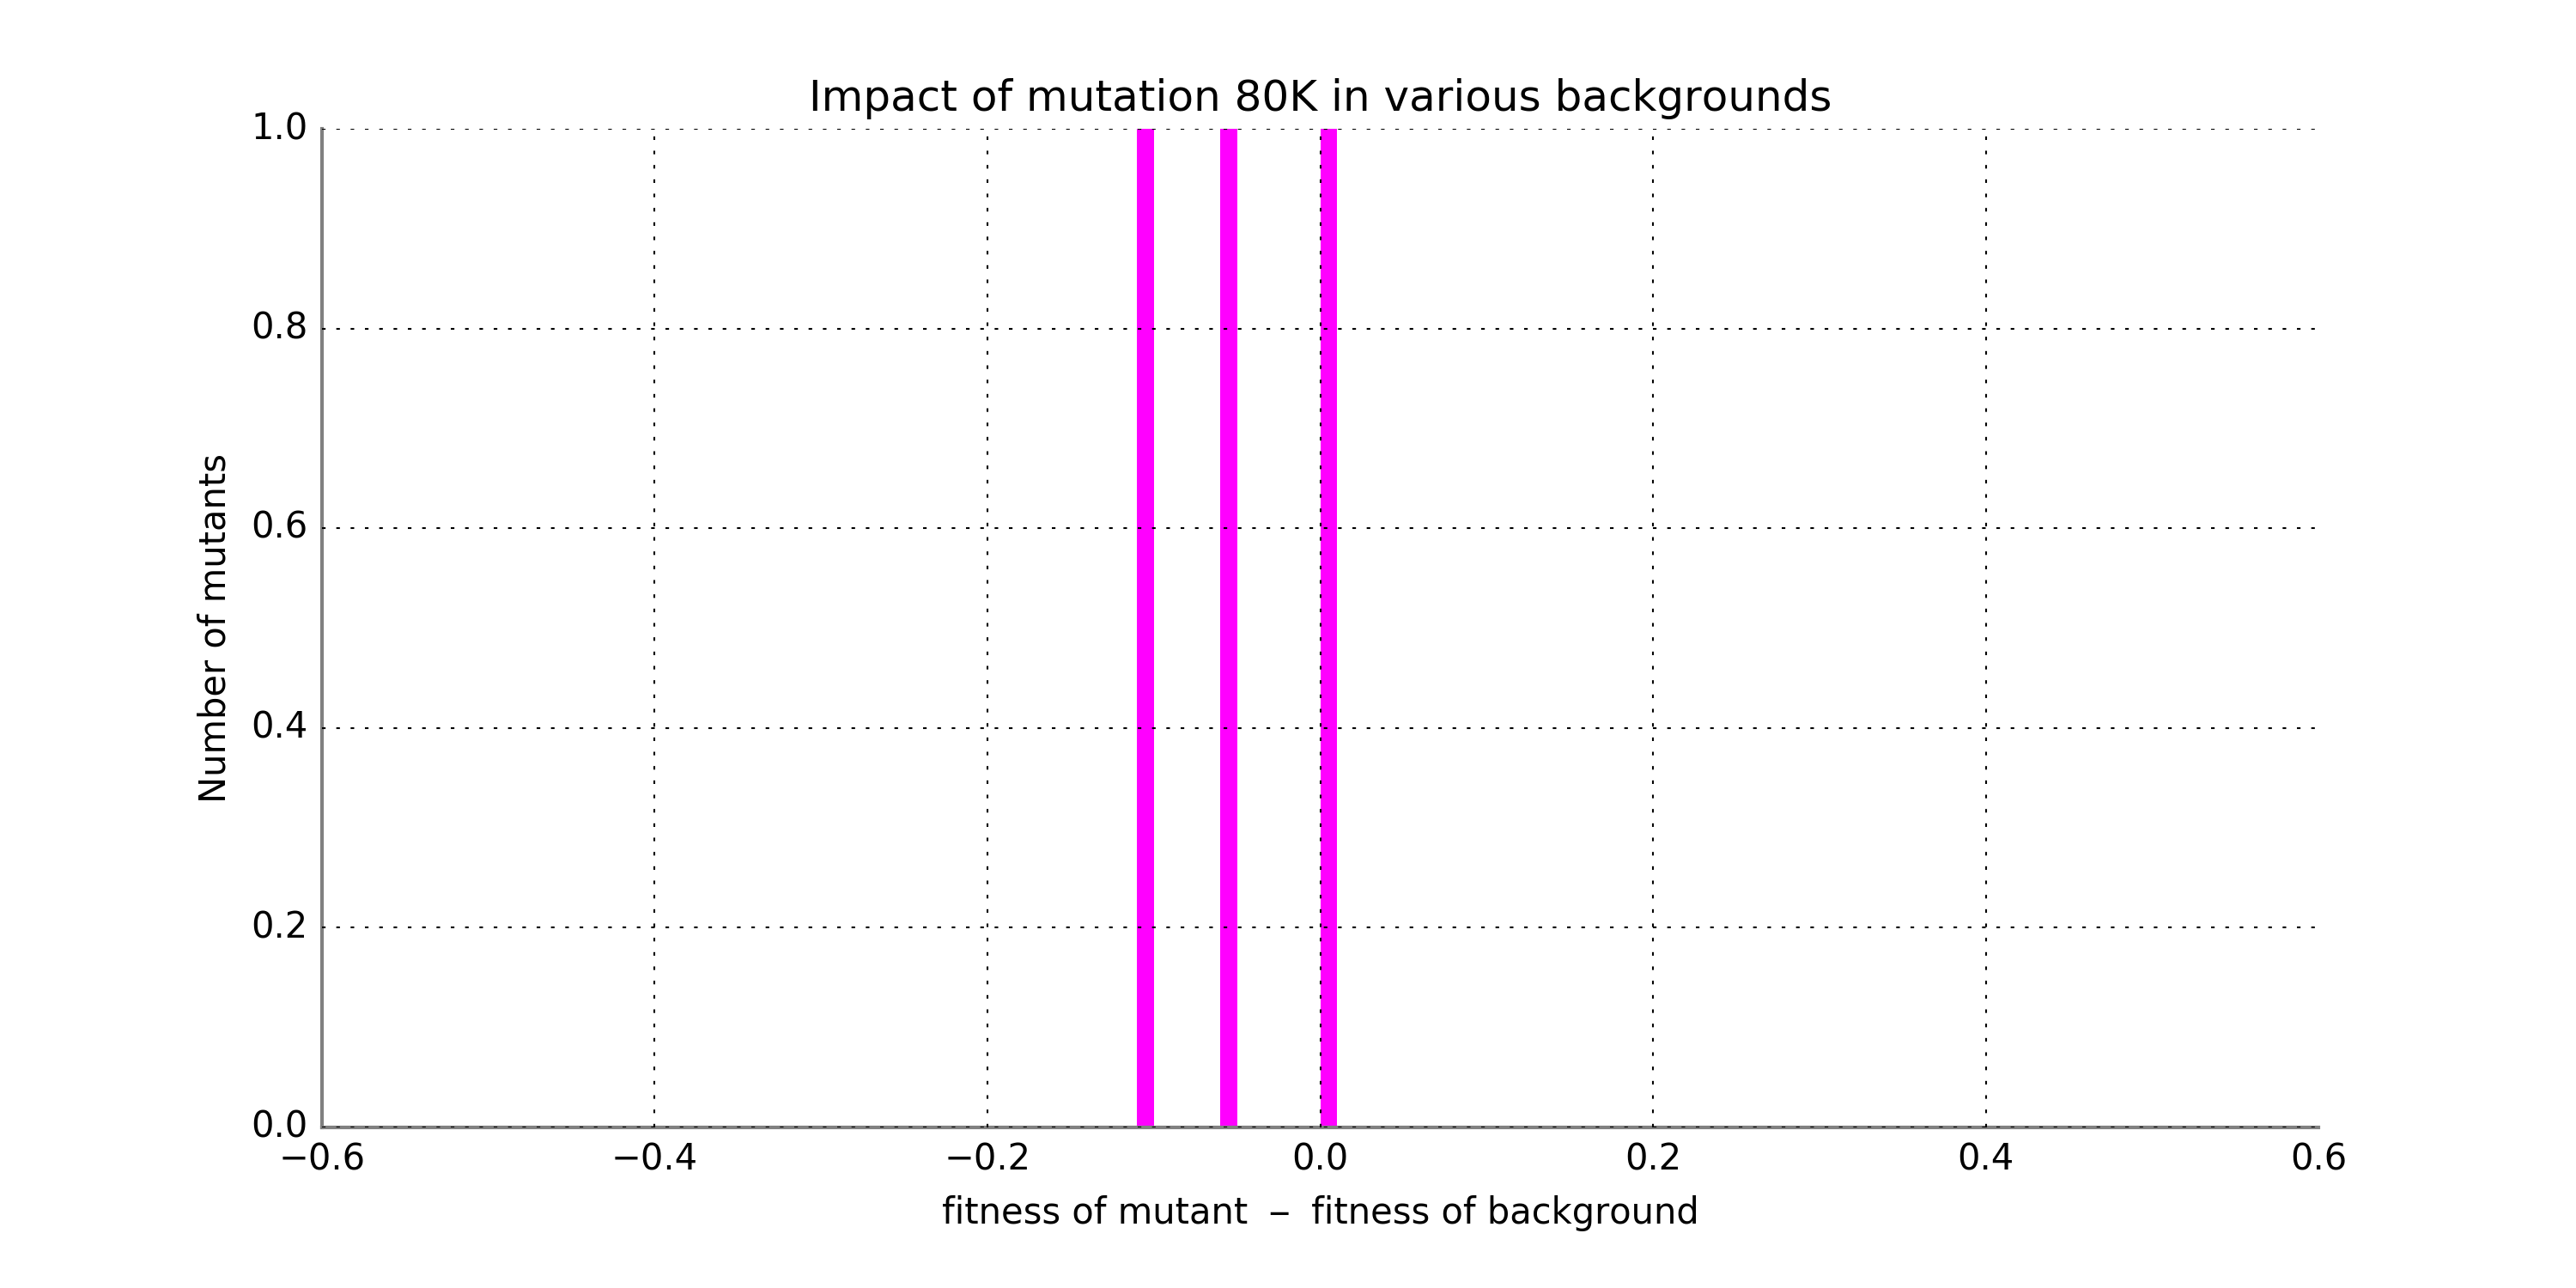 Impact of mutation 80K in various backgrounds
1.0
0.8
0.6
0.4
0.2
0.0
Number of mutants
−0.6 −0.4 −0.2 0.0 0.2 0.4 0.6
fitness of mutant – fitness of background